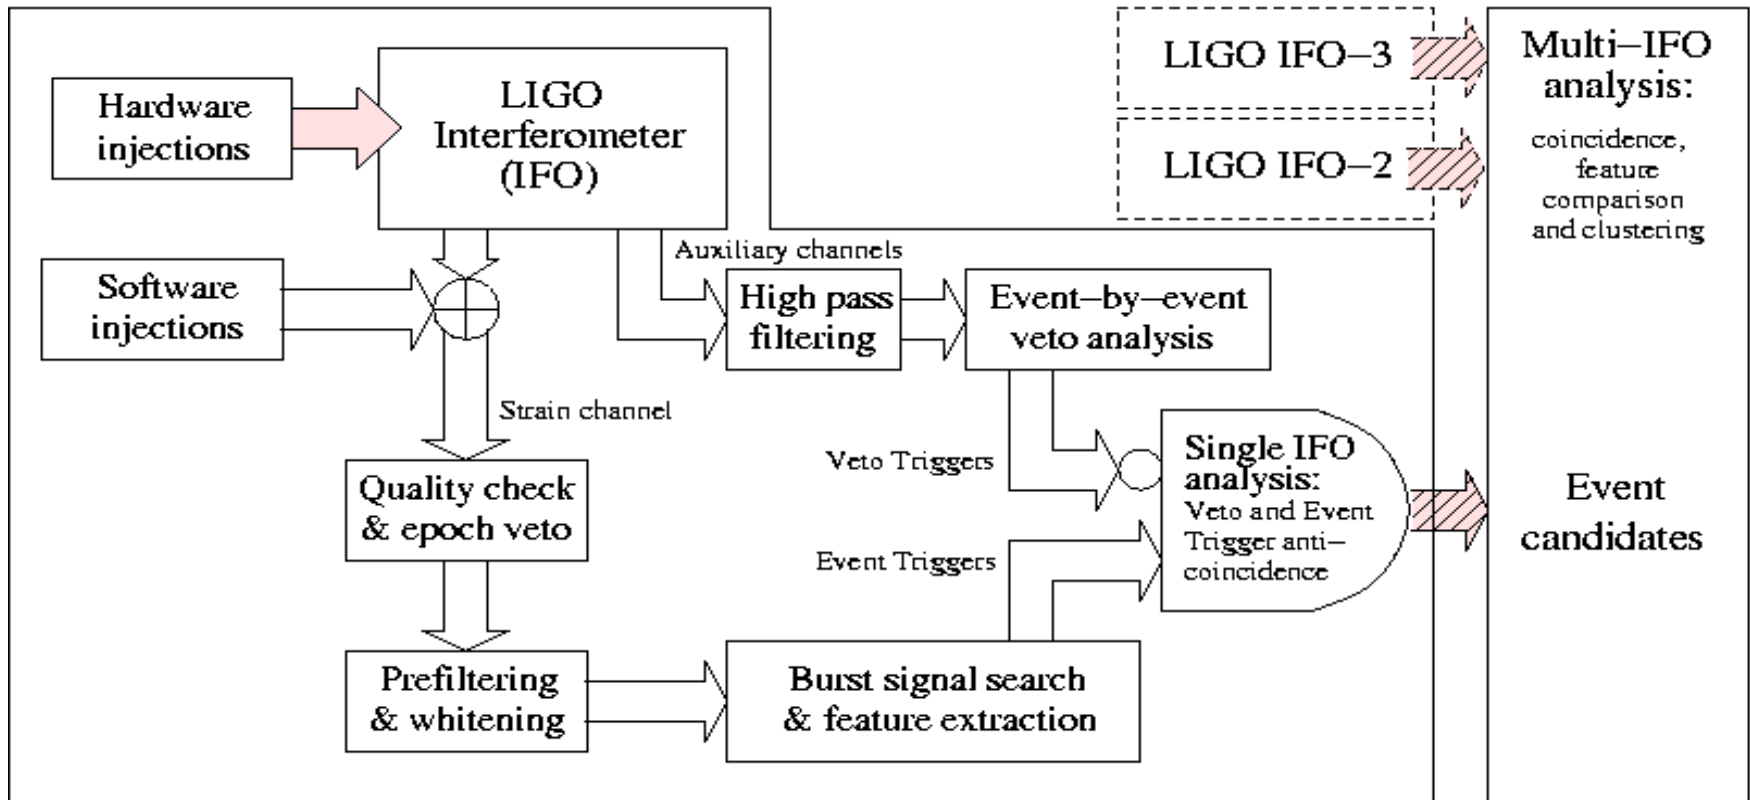 Hardware
injections
LIGO
Interferometer
(IFO)
LIGO IFO–3
LIGO IFO–2
Multi–IFO
analysis:
coincidence,
feature
comparison
and clustering
Software
injections
Auxiliary channels
High pass
filtering
Event–by–event
veto analysis
Strain channel
Quality check
& epoch veto
Veto Triggers
Event Triggers
Single IFO
analysis:
Veto and Event
Trigger anti–
coincidence
Event
candidates
Prefiltering
& whitening
Burst signal search
& feature extraction